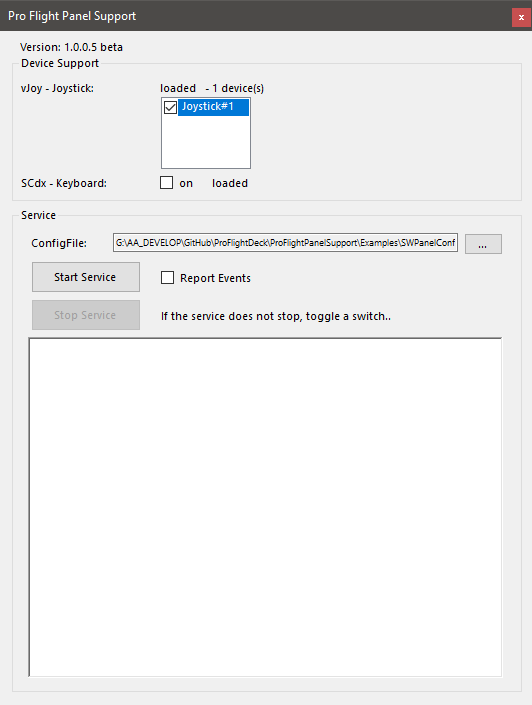 Pro Flight Panel Support
x
Version: 1.0.0.5 beta
Device Support
vJoy - Joystick: loaded - 1 device(s)
Joystick#1
SCdx - Keyboard: on loaded
Service
ConfigFile: G:\AA_DEVELOP\GitHub\ProFlightDeck\ProFlightPanelSupport\Examples\SWPanelConf ...
Start Service Report Events
Stop Service If the service does not stop, toggle a switch..